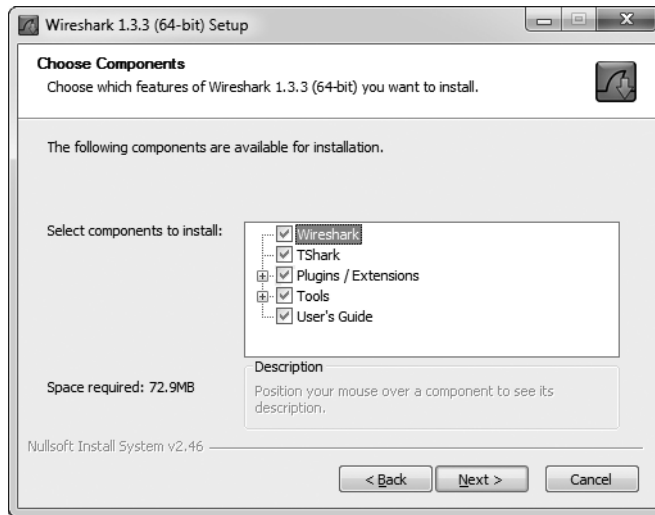 Wireshark 1.3.3 (64-bit) Setup
Choose Components
Choose which features of Wireshark 1.3.3 (64-bit) you want to install.
The following components are available for installation.
Select components to install:
Wireshark
TShark
Plugins / Extensions
Tools
User's Guide
Space required: 72.9MB
Description
Position your mouse over a component to see its
description.
Nullsoft Install System v2.46
< Back
Next >
Cancel